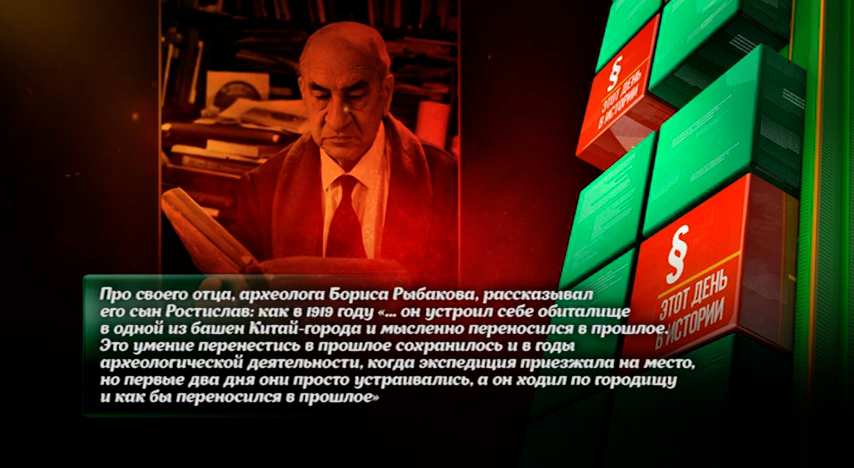 §
ЭТОТ ДЕНЬ
В ИСТОРИИ
§
ЭТОТ ДЕНЬ
В ИСТОРИИ
Про своего отца, археолога Бориса Рыбакова, рассказывал
его сын Ростислав: как в 1919 году «... он устроил себе обиталище
в одной из башен Китай-города и мысленно переносился в прошлое.
Это умение перенестись в прошлое сохранилось и в годы
археологической деятельности, когда экспедиция приезжала на место,
но первые два дня они просто устраивались, а он ходил по городищу
и как бы переносился в прошлое»